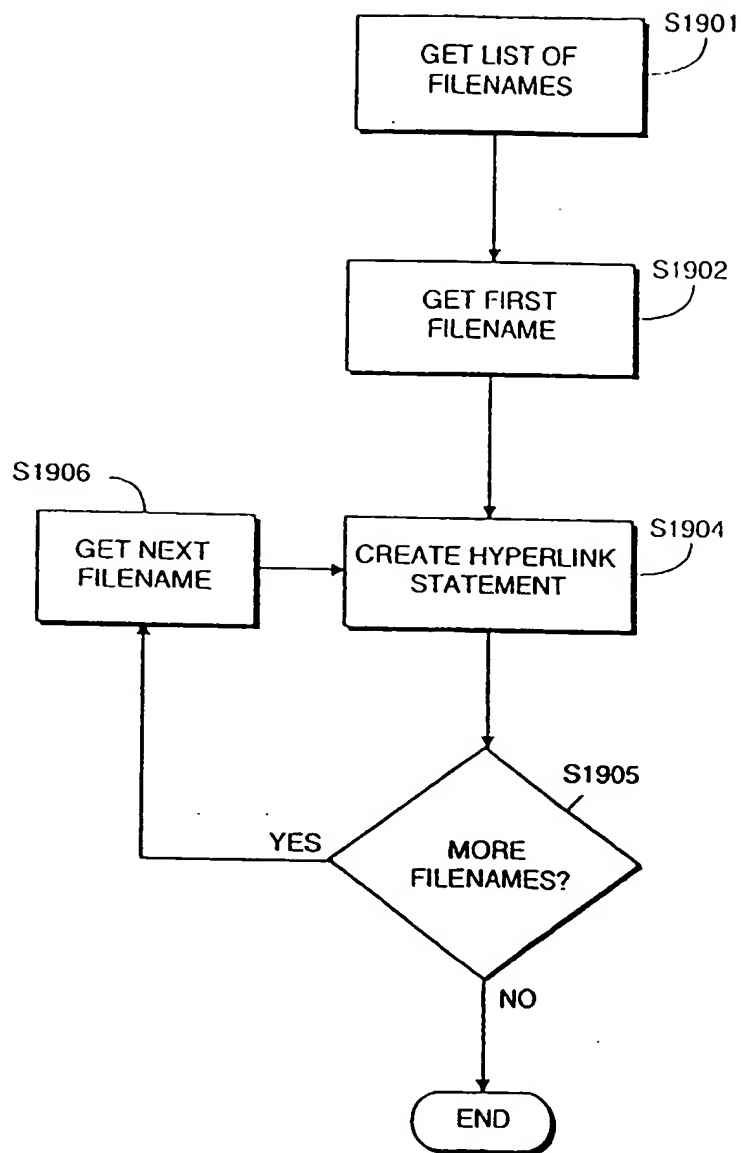 S1901
GET LIST OF
FILENAMES
S1902
GET FIRST
FILENAME
S1906
GET NEXT
FILENAME
S1904
CREATE HYPERLINK
STATEMENT
S1905
YES
MORE
FILENAMES?
NO
END